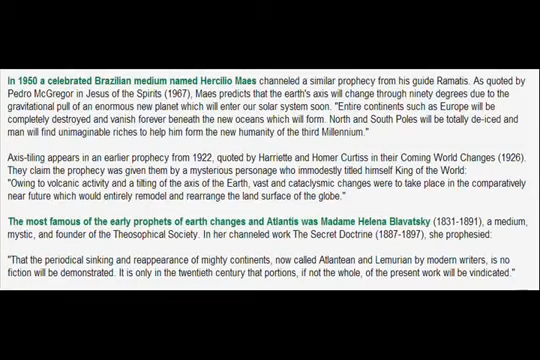 In 1950 a celebrated Brazilian medium named Hercilio Maes channeled a similar prophecy from his guide Ramatis. As quoted by
Pedro McGregor in Jesus of the Spirits (1967), Maes predicts that the earth's axis will change through ninety degrees due to the
gravitational pull of an enormous new planet which will enter our solar system soon. "Entire continents such as Europe will be
completely destroyed and vanish forever beneath the new oceans which will form. North and South Poles will be totally de-iced and
man will find unimaginable riches to help him form the new humanity of the third Millennium."
Axis-tiling appears in an earlier prophecy from 1922, quoted by Harriette and Homer Curtiss in their Coming World Changes (1926).
They claim the prophecy was given them by a mysterious personage who immodestly titled himself King of the World:
"Owing to volcanic activity and a tilting of the axis of the Earth, vast and cataclysmic changes were to take place in the comparatively
near future which would entirely remodel and rearrange the land surface of the globe."
The most famous of the early prophets of earth changes and Atlantis was Madame Helena Blavatsky (1831-1891), a medium,
mystic, and founder of the Theosophical Society. In her channeled work The Secret Doctrine (1887-1897), she prophesied:
"That the periodical sinking and reappearance of mighty continents, now called Atlantean and Lemurian by modern writers, is no
fiction will be demonstrated. It is only in the twentieth century that portions, if not the whole, of the present work will be vindicated."